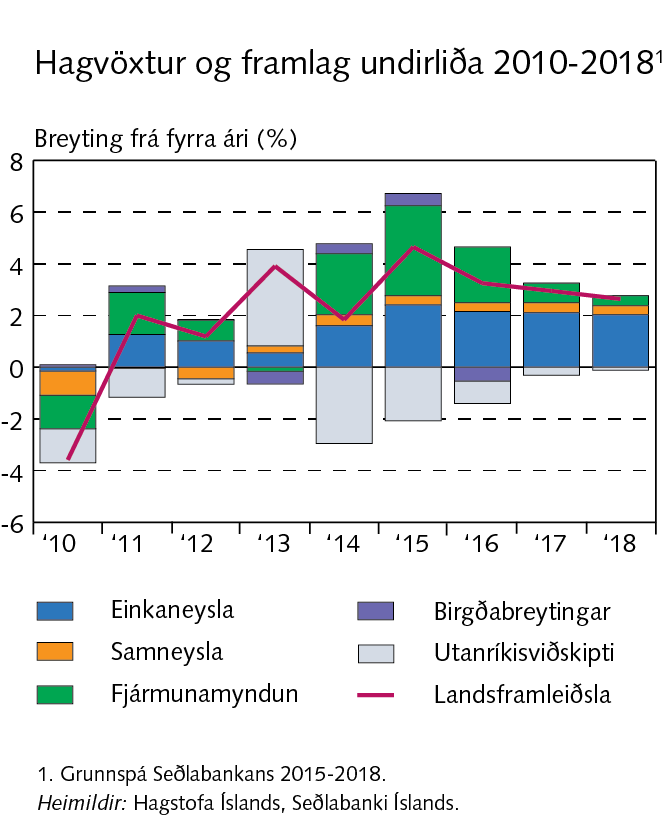 Hagvöxtur og framlag undirliða 2010-2018¹
Breyting frá fyrra ári (%)
8
6
4
2
0
-2
-4
-6
‘10 ‘11 ‘12 ‘13 ‘14 ‘15 ‘16 ‘17 ‘18
Einkaneysla
Samneysla
Fjármunamyndun
Birgðabreytingar
Utanríkisviðskipti
Landsframleiðsla
1. Grunnspá Seðlabankans 2015-2018.
Heimildir: Hagstofa Íslands, Seðlabanki Íslands.